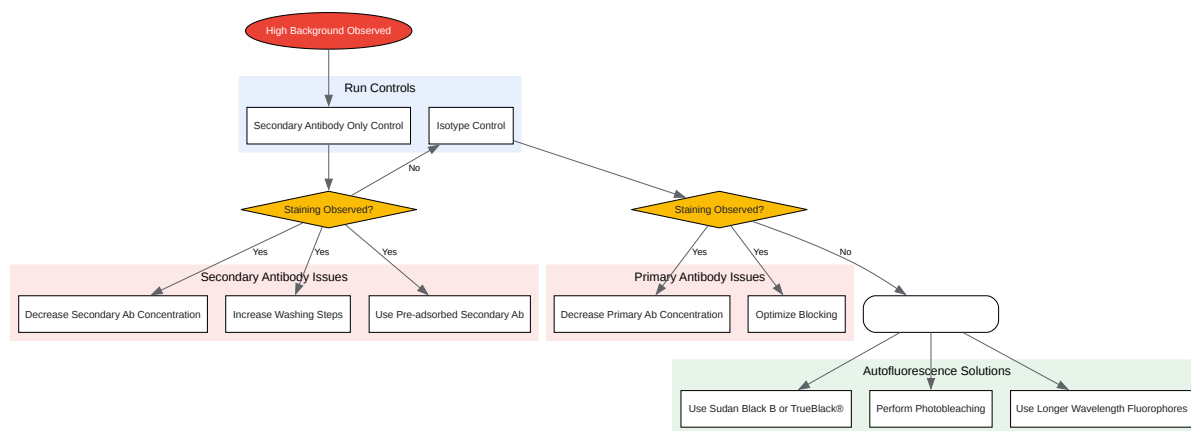 High Background Observed
Run Controls
Secondary Antibody Only Control
Isotype Control
No
Staining Observed?
Staining Observed?
Yes
Yes
Yes
Yes
Yes
No
Secondary Antibody Issues
Primary Antibody Issues
Decrease Secondary Ab Concentration
Increase Washing Steps
Use Pre-adsorbed Secondary Ab
Decrease Primary Ab Concentration
Optimize Blocking
Autofluorescence Solutions
Use Sudan Black B or TrueBlack®
Perform Photobleaching
Use Longer Wavelength Fluorophores